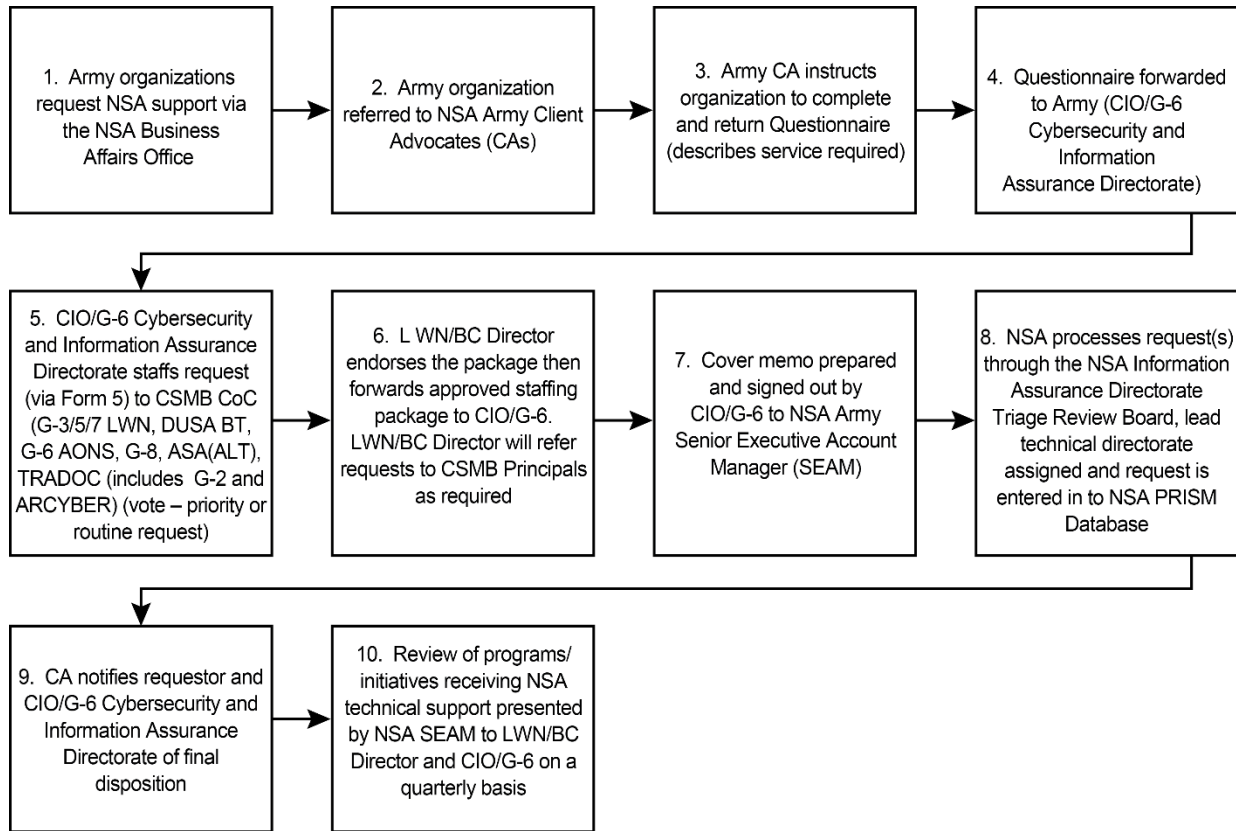 1. Army organizations
request NSA support via
the NSA Business
Affairs Office
2. Army organization
referred to NSA Army Client
Advocates (CAs)
3. Army CA instructs
organization to complete
and return Questionnaire
(describes service required)
4. Questionnaire forwarded
to Army (CIO/G-6
Cybersecurity and
Information
Assurance Directorate)
5. CIO/G-6 Cybersecurity
and Information Assurance
Directorate staffs request
(via Form 5) to CSMB CoC
(G-3/5/7 LWN, DUSA BT,
G-6 AONS, G-8, ASA(ALT),
TRADOC (includes G-2 and
ARCYBER) (vote – priority or
routine request)
6. L WN/BC Director
endorses the package then
forwards approved staffing
package to CIO/G-6.
LWN/BC Director will refer
requests to CSMB Principals
as required
7. Cover memo prepared
and signed out by
CIO/G-6 to NSA Army
Senior Executive Account
Manager (SEAM)
8. NSA processes request(s)
through the NSA Information
Assurance Directorate
Triage Review Board, lead
technical directorate
assigned and request is
entered in to NSA PRISM
Database
9. CA notifies requestor and
CIO/G-6 Cybersecurity and
Information Assurance
Directorate of final
disposition
10. Review of programs/
initiatives receiving NSA
technical support presented
by NSA SEAM to LWN/BC
Director and CIO/G-6 on a
quarterly basis